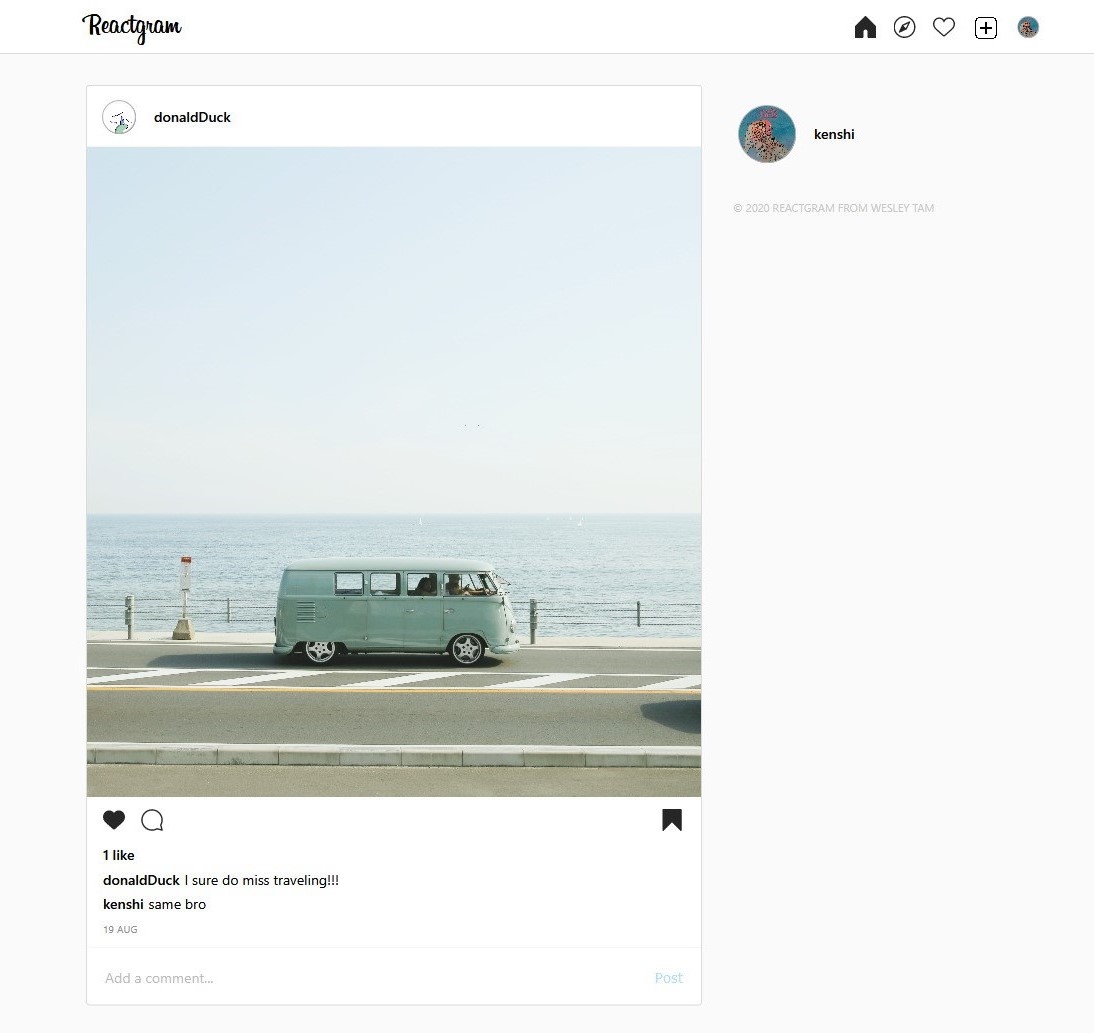 Reactgram
donaldDuck
kenshi
© 2020 REACTGRAM FROM WESLEY TAM
1 like
donaldDuck I sure do miss traveling!!!
kenshi same bro
19 AUG
Add a comment...
Post